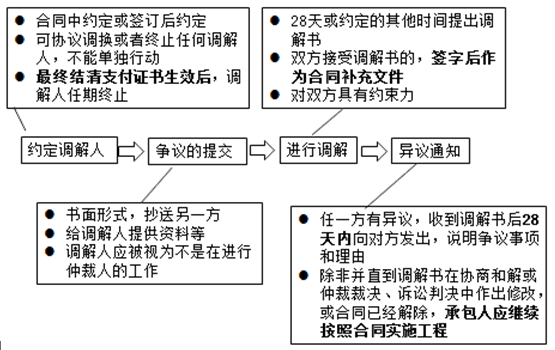 合同中约定或签订后约定
可协议调换或者终止任何调解
人，不能单独行动
最终结清支付证书生效后，调
解人任期终止
28天或约定的其他时间提出调
解书
双方接受调解书的，签字后作
为合同补充文件
对双方具有约束力
约定调解人
争议的提交
进行调解
异议通知
书面形式，抄送另一方
给调解人提供资料等
调解人应被视为不是在进行
仲裁人的工作
任一方有异议，收到调解书后28
天内向对方发出，说明争议事项
和理由
除非并直到调解书在协商和解或
仲裁裁决、诉讼判决中作出修改，
或合同已经解除，承包人应继续
按照合同实施工程